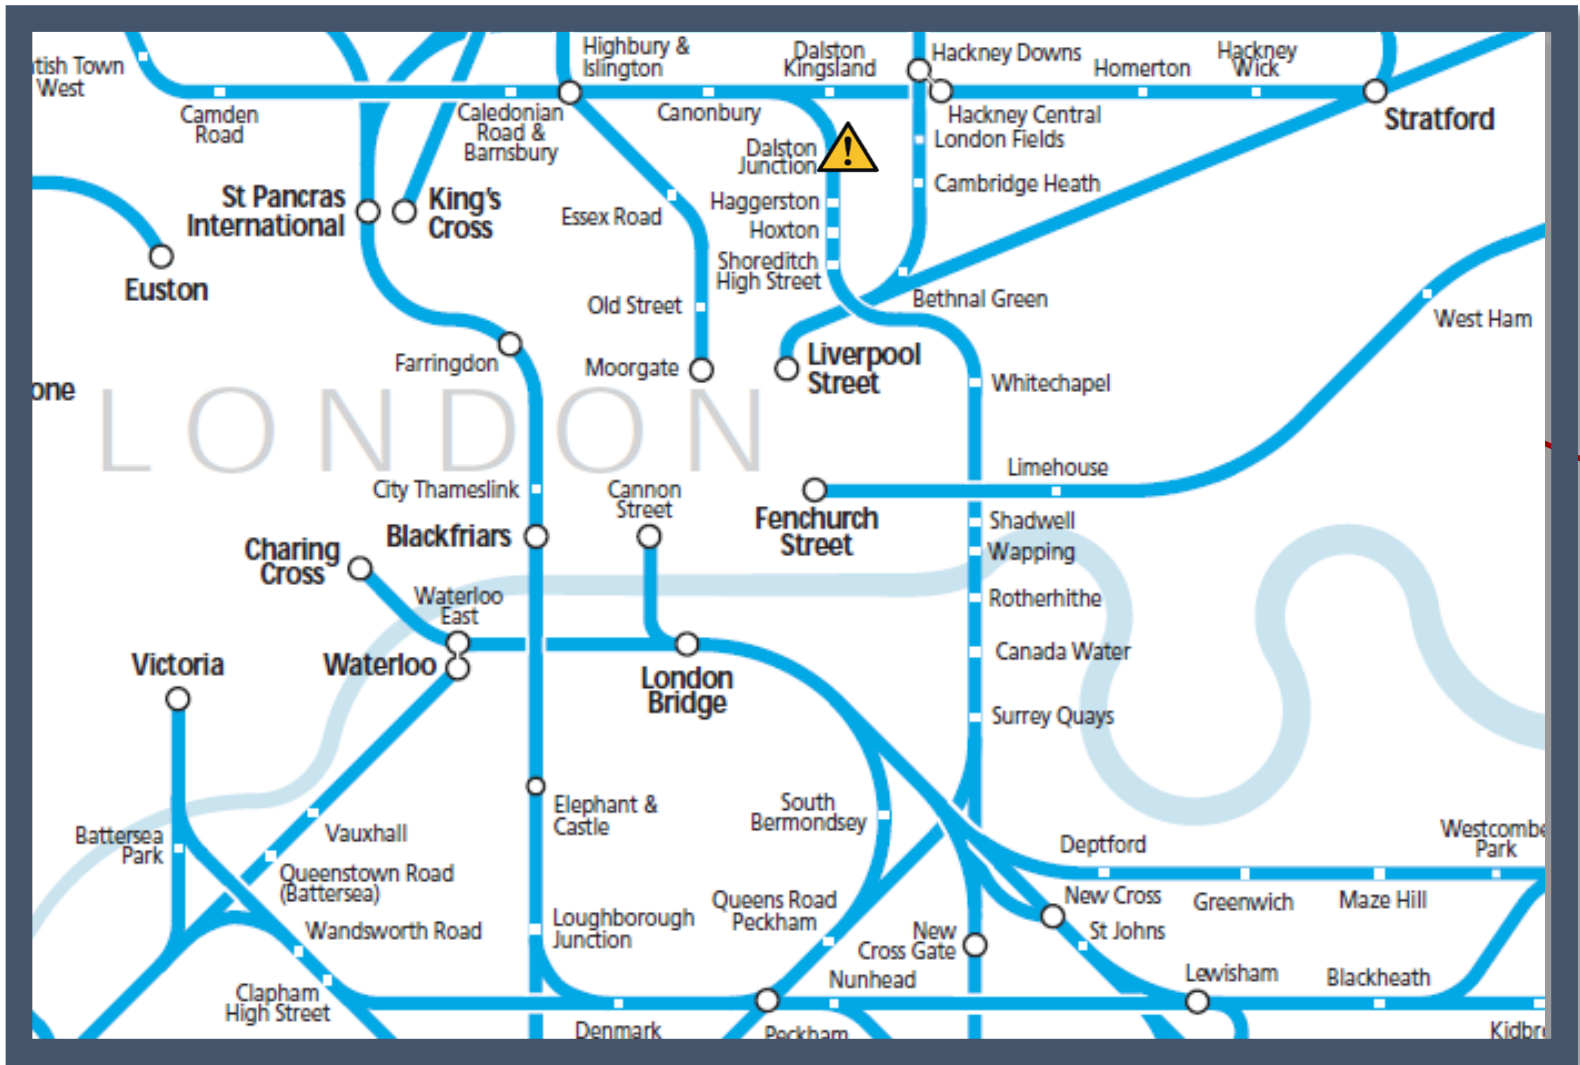 Highbury &
Islington
Dalston
Kingsland
Hackney Downs
Homerton
Hackney
Wick
tish Town
West
Camden
Road
Caledonian
Road &
Barnsbury
Canonbury
Hackney Central
London Fields
Stratford
Dalston
Junction
!
Cambridge Heath
St Pancras
International
King's
Cross
Essex Road
Haggerston
Hoxton
Shoreditch
High Street
Euston
Old Street
Bethnal Green
West Ham
Farringdon
Moorgate
Liverpool
Street
Whitechapel
one
LONDON
Limehouse
City Thameslink
Cannon
Street
Fenchurch
Street
Shadwell
Blackfriars
Charing
Cross
Wapping
Waterloo
East
Rotherhithe
Victoria
Waterloo
London
Bridge
Canada Water
Surrey Quays
Battersea
Park
Vauxhall
Elephant &
Castle
South
Bermondsey
Deptford
Westcombe
Park
Queenstown Road
(Battersea)
Wandsworth Road
Loughborough
Junction
Queens Road
Peckham
New
Cross Gate
New Cross
Greenwich
Maze Hill
St Johns
Clapham
High Street
Nunhead
Lewisham
Blackheath
Denmark
Peckham
Kidbr